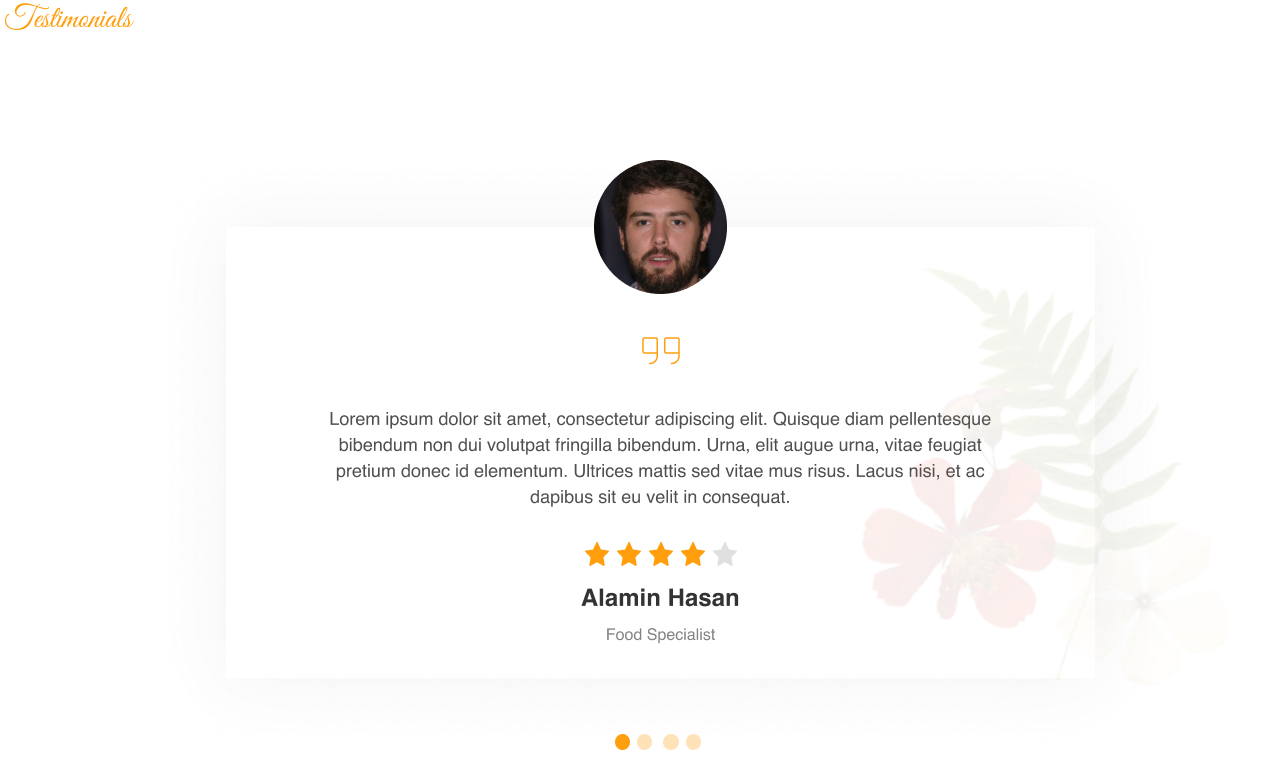 Testimonials
Lorem ipsum dolor sit amet, consectetur adipiscing elit. Quisque diam pellentesque
bibendum non dui volutpat fringilla bibendum. Urna, elit augue urna, vitae feugiat
pretium donec id elementum. Ultrices mattis sed vitae mus risus. Lacus nisi, et ac
dapibus sit eu velit in consequat.
Alamin Hasan
Food Specialist